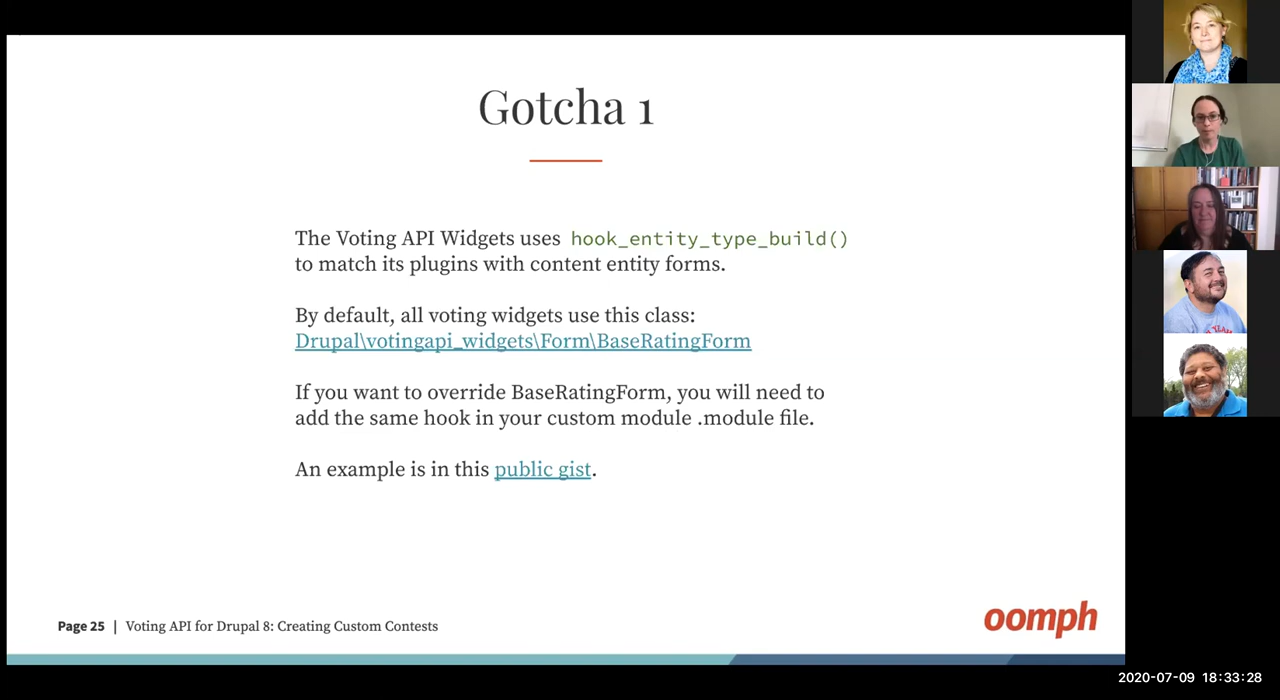 Gotcha 1
The Voting API Widgets uses hook_entity_type_build()
to match its plugins with content entity forms.
By default, all voting widgets use this class:
Drupal\votingapi_widgets\Form\BaseRatingForm
If you want to override BaseRatingForm, you will need to
add the same hook in your custom module .module file.
An example is in this public gist.
Page 25 | Voting API for Drupal 8: Creating Custom Contests
oomph
2020-07-09 18:33:28